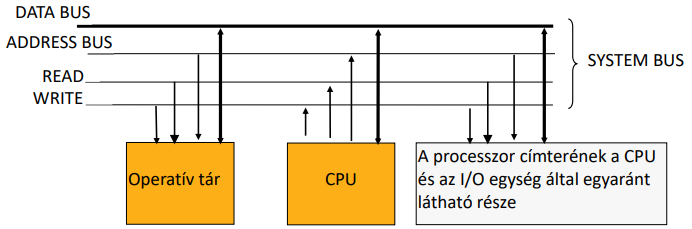 DATA BUS
ADDRESS BUS
READ
WRITE
SYSTEM BUS
Operatív tár
CPU
A processzor címterének a CPU
és az I/O egység által egyaránt
látható része